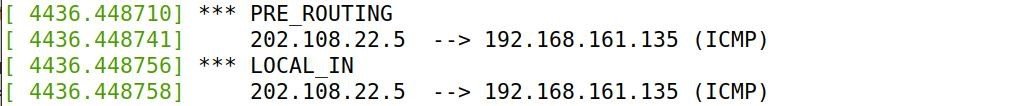 [ 4436.448710] *** PRE_ROUTING
[ 4436.448741]     202.108.22.5  --> 192.168.161.135 (ICMP)
[ 4436.448756] *** LOCAL_IN
[ 4436.448758]     202.108.22.5  --> 192.168.161.135 (ICMP)